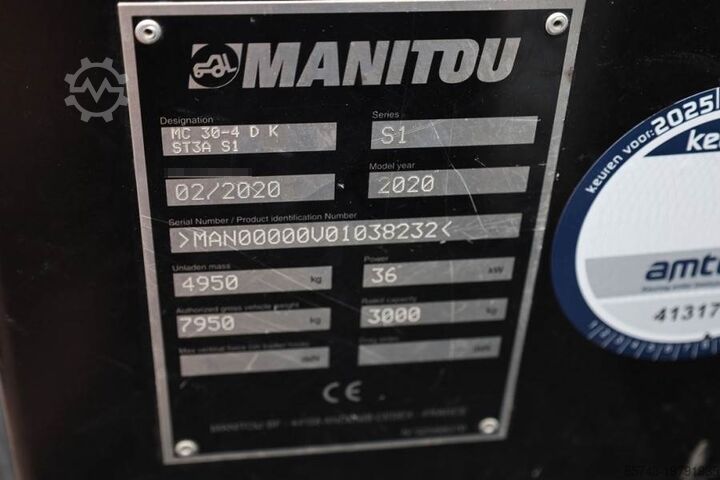 MANITOU
Designation Series
MC 30-4 D K
ST3A S1 S1
Model year
02/2020 2020
Serial Number / Product identification Number
>MAN00000V01038232<
Unladen mass Power
4950 kg 36 kW
Authorized gross vehicle weight Rated capacity
7950 kg 3000 kg
CE
keuren voor: 2025
ke
amt
41317